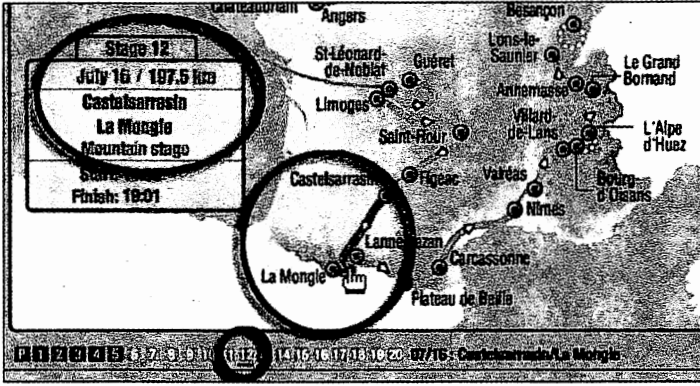 Chateaubriant
Angers
Besançon
Stage 12
July 16 / 197.5 km
Castelsarrasin
La Mongie
Mountain stage
Finish: 19:01
St-Léonard-
de-Noblat
Guéret
Limoges
Saint-Flour
Figeac
Castelsarrasin
Lannemezan
La Mongie
Plateau de Beille
Carcassonne
Nîmes
Valréas
Lons-le-
Saunier
Annemasse
Le Grand
Bornand
Villard-
de-Lans
L'Alpe
d'Huez
Bourg
d'Oisans
P 1 2 3 4 5 6 7 8 9 10 11 12 14 15 16 17 18 19 20 07/16 - Castelsarrasin/La Mongie